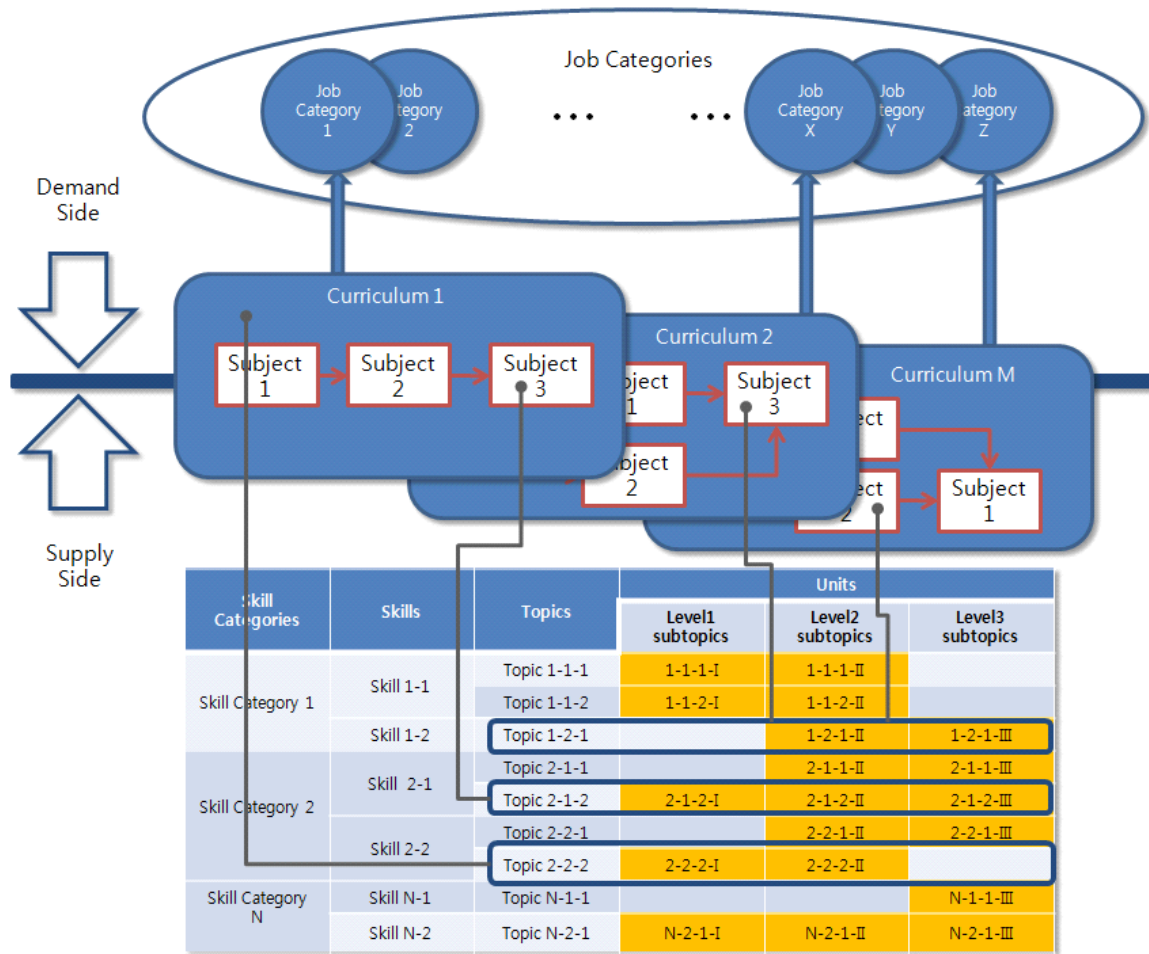 Job Categories
Job
Category
1
Job
tegory
2
...
...
Job
Category
X
Job
tegory
Y
Job
ategory
Z
Demand
Side
Curriculum 1
Subject
1
Subject
2
Subject
3
Curriculum 2
bject
1
Subject
3
Subject
2
Curriculum M
ect
ject
2
Subject
1
Supply
Side
Skill
Categories
Skills
Topics
Units
Level1
subtopics
Level2
subtopics
Level3
subtopics
Skill Category 1
Skill 1-1
Topic 1-1-1
1-1-1-Ⅰ
1-1-1-Ⅱ
Topic 1-1-2
1-1-2-Ⅰ
1-1-2-Ⅱ
Skill 1-2
Topic 1-2-1
1-2-1-Ⅱ
1-2-1-Ⅲ
Skill Category 2
Skill 2-1
Topic 2-1-1
2-1-1-Ⅱ
2-1-1-Ⅲ
Topic 2-1-2
2-1-2-Ⅰ
2-1-2-Ⅱ
2-1-2-Ⅲ
Skill 2-2
Topic 2-2-1
2-2-1-Ⅱ
2-2-1-Ⅲ
Topic 2-2-2
2-2-2-Ⅰ
2-2-2-Ⅱ
Skill Category
N
Skill N-1
Topic N-1-1
N-1-1-Ⅲ
Skill N-2
Topic N-2-1
N-2-1-Ⅰ
N-2-1-Ⅱ
N-2-1-Ⅲ